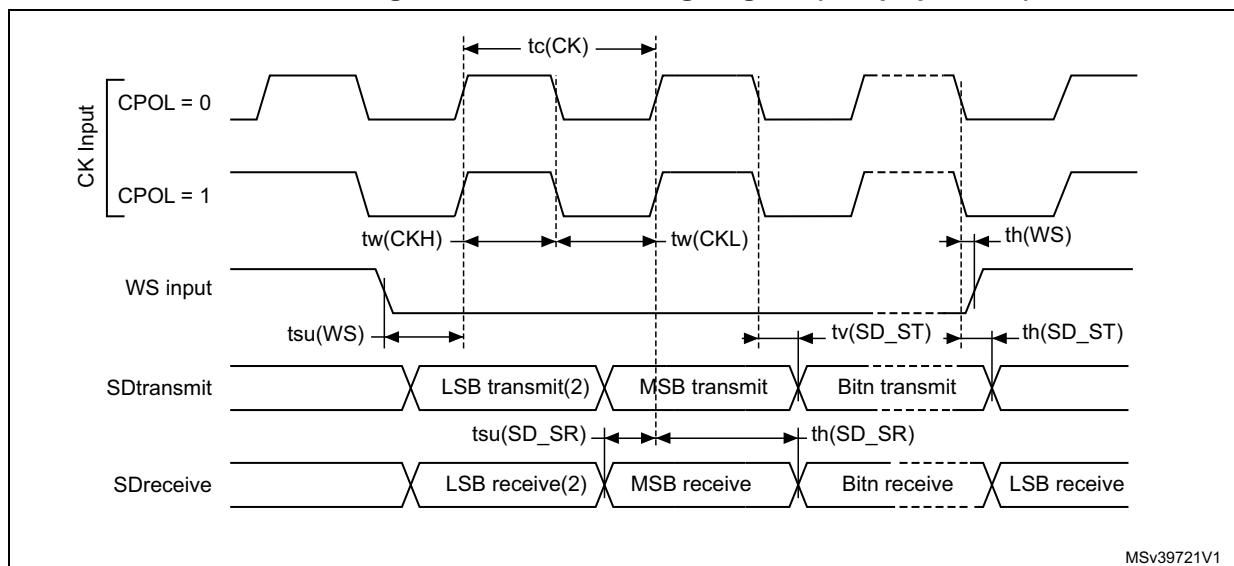 tc(CK)
CK Input
CPOL = 0
CPOL = 1
tw(CKH)
tw(CKL)
th(WS)
WS input
tsu(WS)
tv(SD_ST)
th(SD_ST)
SDtransmit
LSB transmit(2)
MSB transmit
Bitn transmit
tsu(SD_SR)
th(SD_SR)
SDreceive
LSB receive(2)
MSB receive
Bitn receive
LSB receive
MSv39721V1